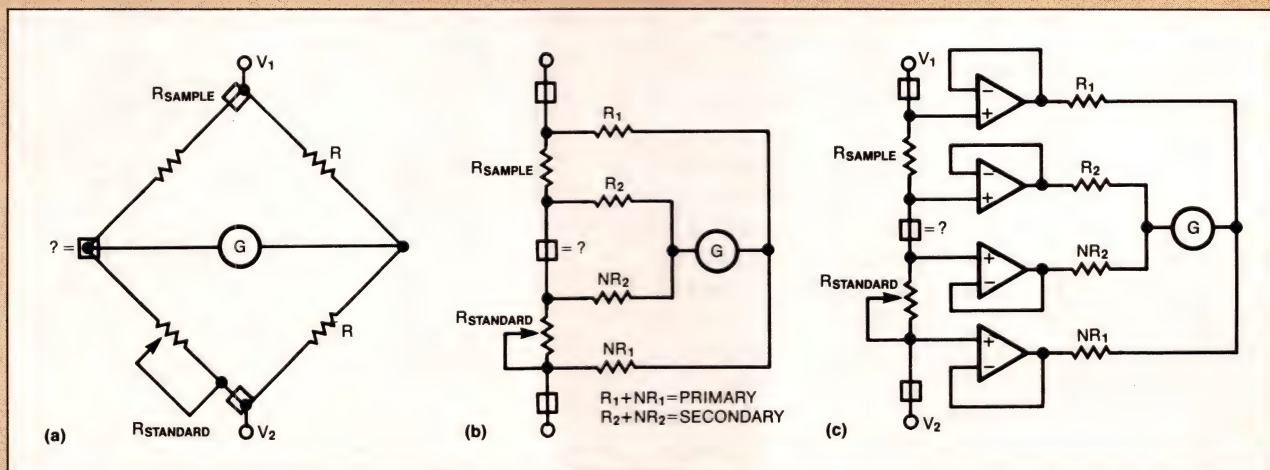 V1
RSAMPLE
R
? =
G
R
RSTANDARD
V2
(a)
R1
RSAMPLE
R2
= ?
G
NR2
RSTANDARD
NR1
R1+NR1=PRIMARY
R2+NR2=SECONDARY
(b)
V1
−
+
R1
RSAMPLE
−
+
R2
= ?
G
+
−
NR2
RSTANDARD
+
−
NR1
V2
(c)